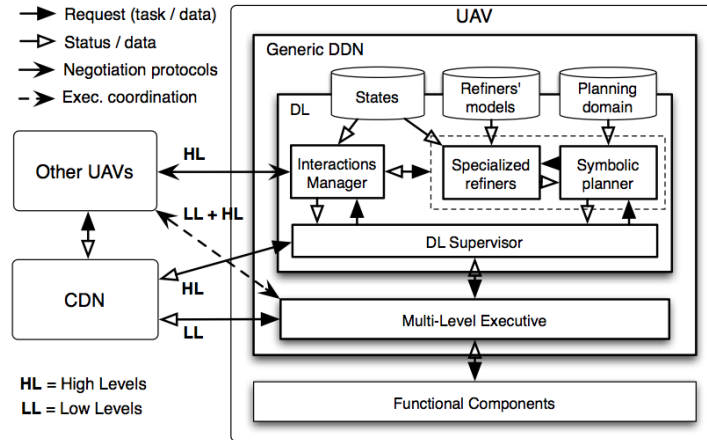 Request (task / data)
Status / data
Negotiation protocols
Exec. coordination
UAV
Generic DDN
DL
States
Refiners'
models
Planning
domain
Other UAVs
HL
Interactions
Manager
Specialized
refiners
Symbolic
planner
LL + HL
DL Supervisor
CDN
HL
LL
Multi-Level Executive
HL = High Levels
LL = Low Levels
Functional Components